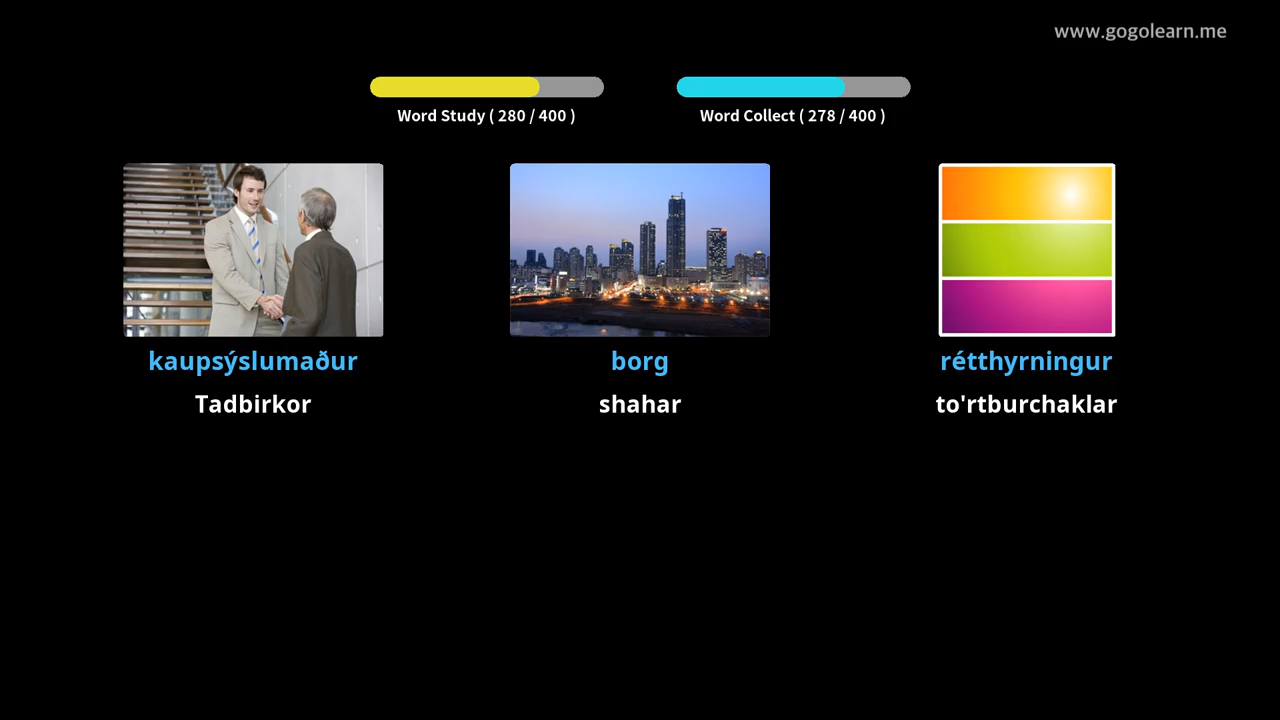 www.gogolearn.me
Word Study ( 280 / 400 )
Word Collect ( 278 / 400 )
kaupsýslumaður
Tadbirkor
borg
shahar
rétthyrningur
to'rtburchaklar